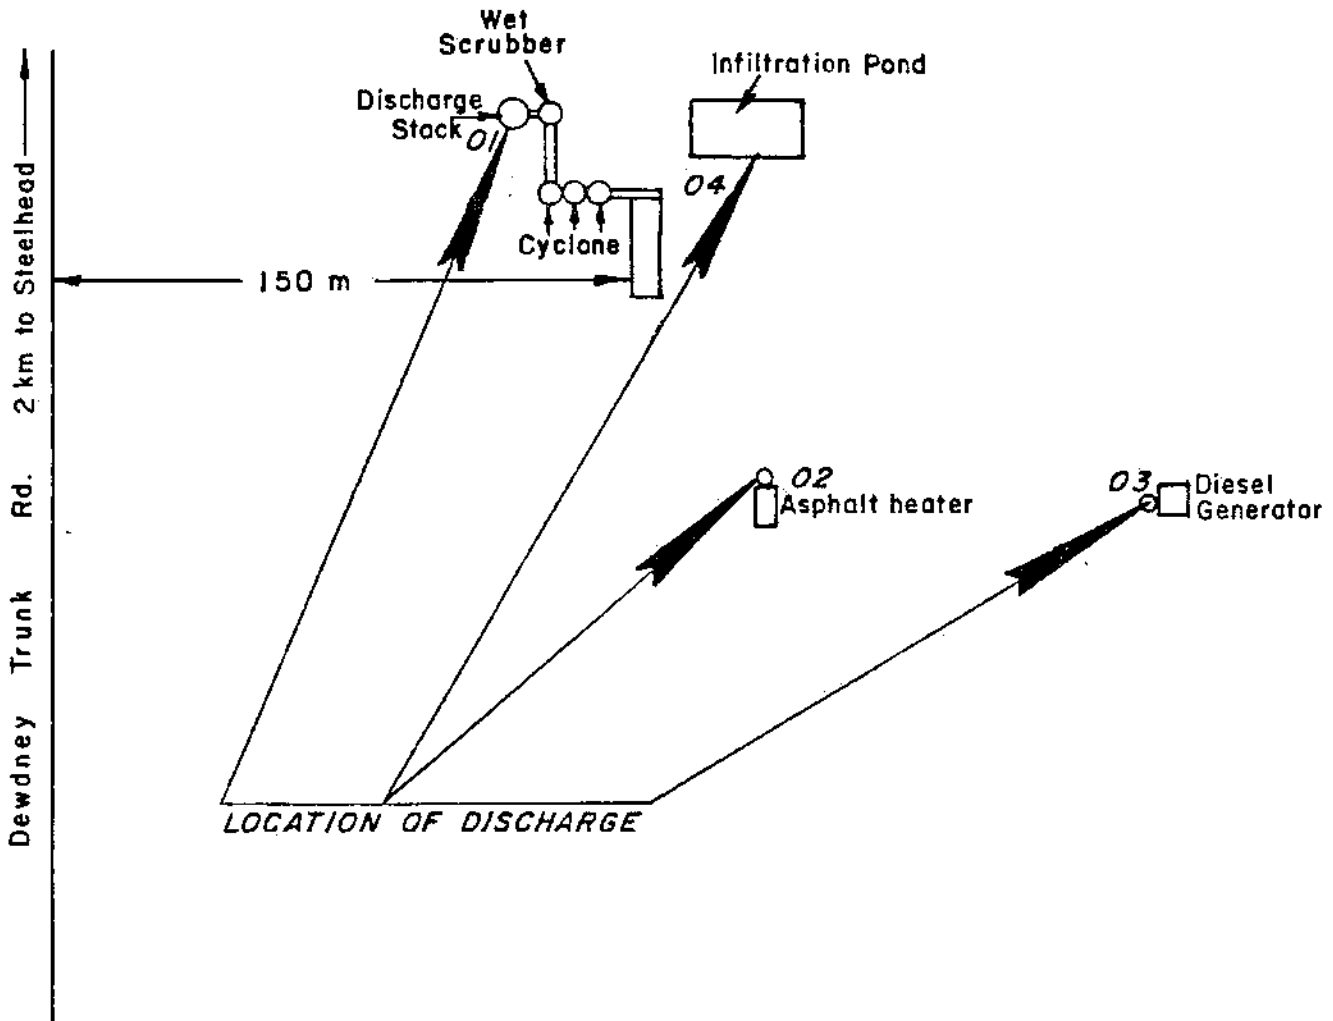 Wet
Scrubber
Infiltration Pond
Discharge
Stack
01
04
Cyclone
150 m
02
Asphalt heater
03
Diesel
Generator
LOCATION OF DISCHARGE
Dewdney Trunk Rd. 2 km to Steelhead